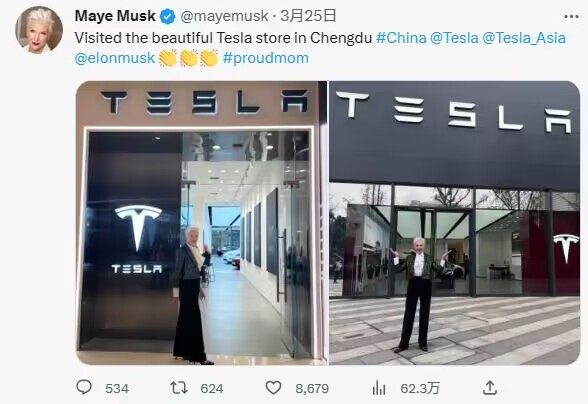 Maye Musk @mayemusk · 3月25日
Visited the beautiful Tesla store in Chengdu #China @Tesla @Tesla_Asia
@elonmusk 👏👏👏 #proudmom
TESLA
TESLA
TESLA
534 624 8,679 62.3万